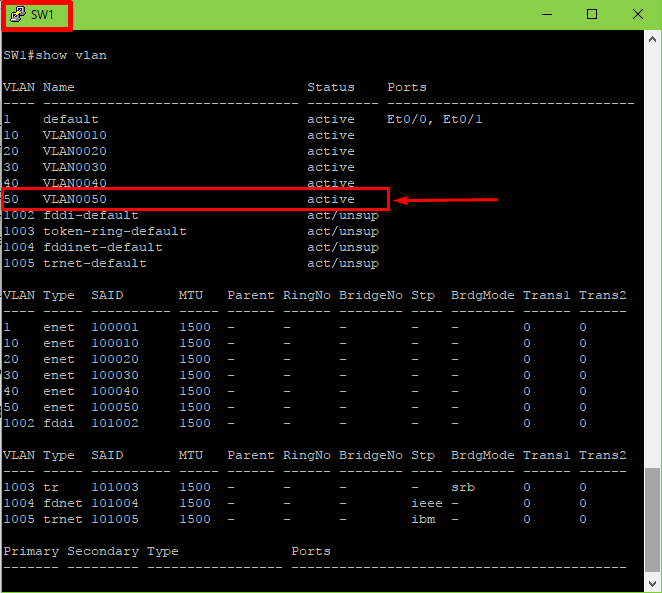 SW1
SW1#show vlan
VLAN Name                             Status    Ports
---- -------------------------------- --------- -------------------------------
1    default                          active    Et0/0, Et0/1
10   VLAN0010                         active
20   VLAN0020                         active
30   VLAN0030                         active
40   VLAN0040                         active
50   VLAN0050                         active
1002 fddi-default                     act/unsup
1003 token-ring-default               act/unsup
1004 fddinet-default                  act/unsup
1005 trnet-default                    act/unsup
VLAN Type  SAID       MTU   Parent RingNo BridgeNo Stp  BrdgMode Trans1 Trans2
---- ----- ---------- ----- ------ ------ -------- ---- -------- ------ ------
1    enet  100001     1500  -      -      -        -    -        0      0
10   enet  100010     1500  -      -      -        -    -        0      0
20   enet  100020     1500  -      -      -        -    -        0      0
30   enet  100030     1500  -      -      -        -    -        0      0
40   enet  100040     1500  -      -      -        -    -        0      0
50   enet  100050     1500  -      -      -        -    -        0      0
1002 fddi  101002     1500  -      -      -        -    -        0      0
VLAN Type  SAID       MTU   Parent RingNo BridgeNo Stp  BrdgMode Trans1 Trans2
---- ----- ---------- ----- ------ ------ -------- ---- -------- ------ ------
1003 tr    101003     1500  -      -      -        -    srb      0      0
1004 fdnet 101004     1500  -      -      -        ieee -        0      0
1005 trnet 101005     1500  -      -      -        ibm  -        0      0
Primary Secondary Type              Ports
------- --------- ----------------- ------------------------------------------